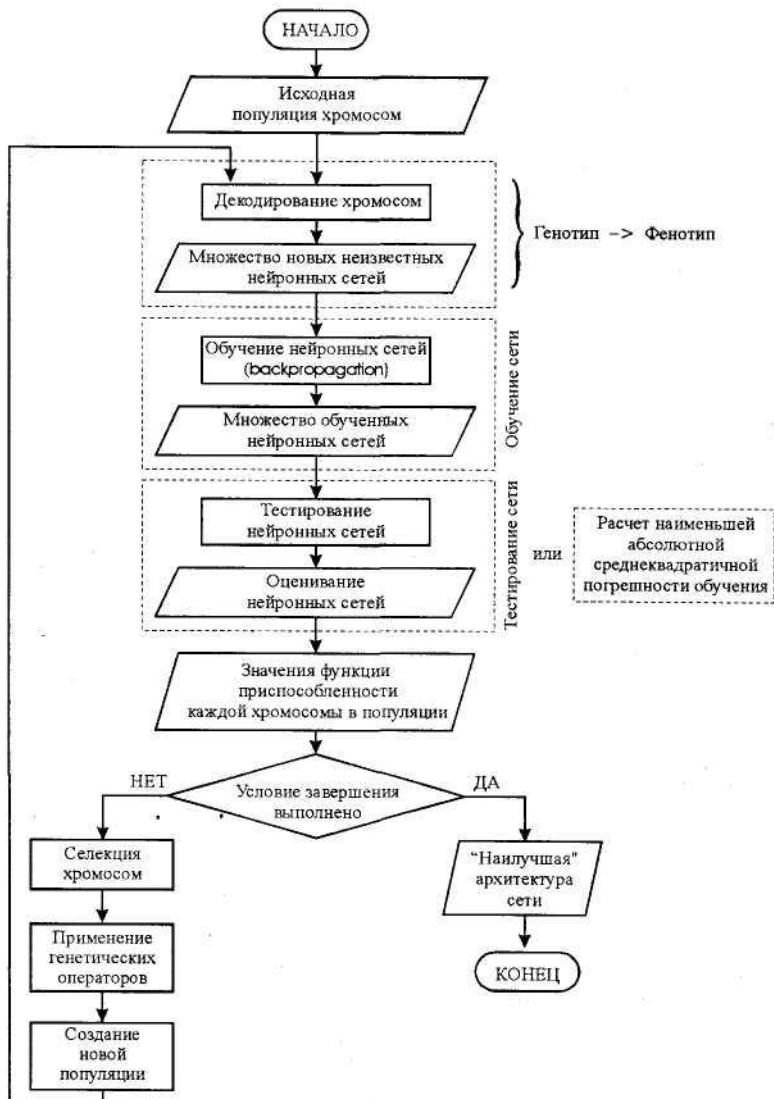 НАЧАЛО
Исходная
популяция хромосом
Декодирование хромосом
Множество новых неизвестных
нейронных сетей
Генотип -> Фенотип
Обучение нейронных сетей
(backpropagation)
Множество обученных
нейронных сетей
Обучение сети
Тестирование
нейронных сетей
Оценивание
нейронных сетей
Тестирование сети
или
Расчет наименьшей
абсолютной
среднеквадратичной
погрешности обучения
Значения функции
приспособленности
каждой хромосомы в популяции
Условие завершения
выполнено
НЕТ
ДА
Селекция
хромосом
Применение
генетических
операторов
Создание
новой
популяции
“Наилучшая"
архитектура
сети
КОНЕЦ